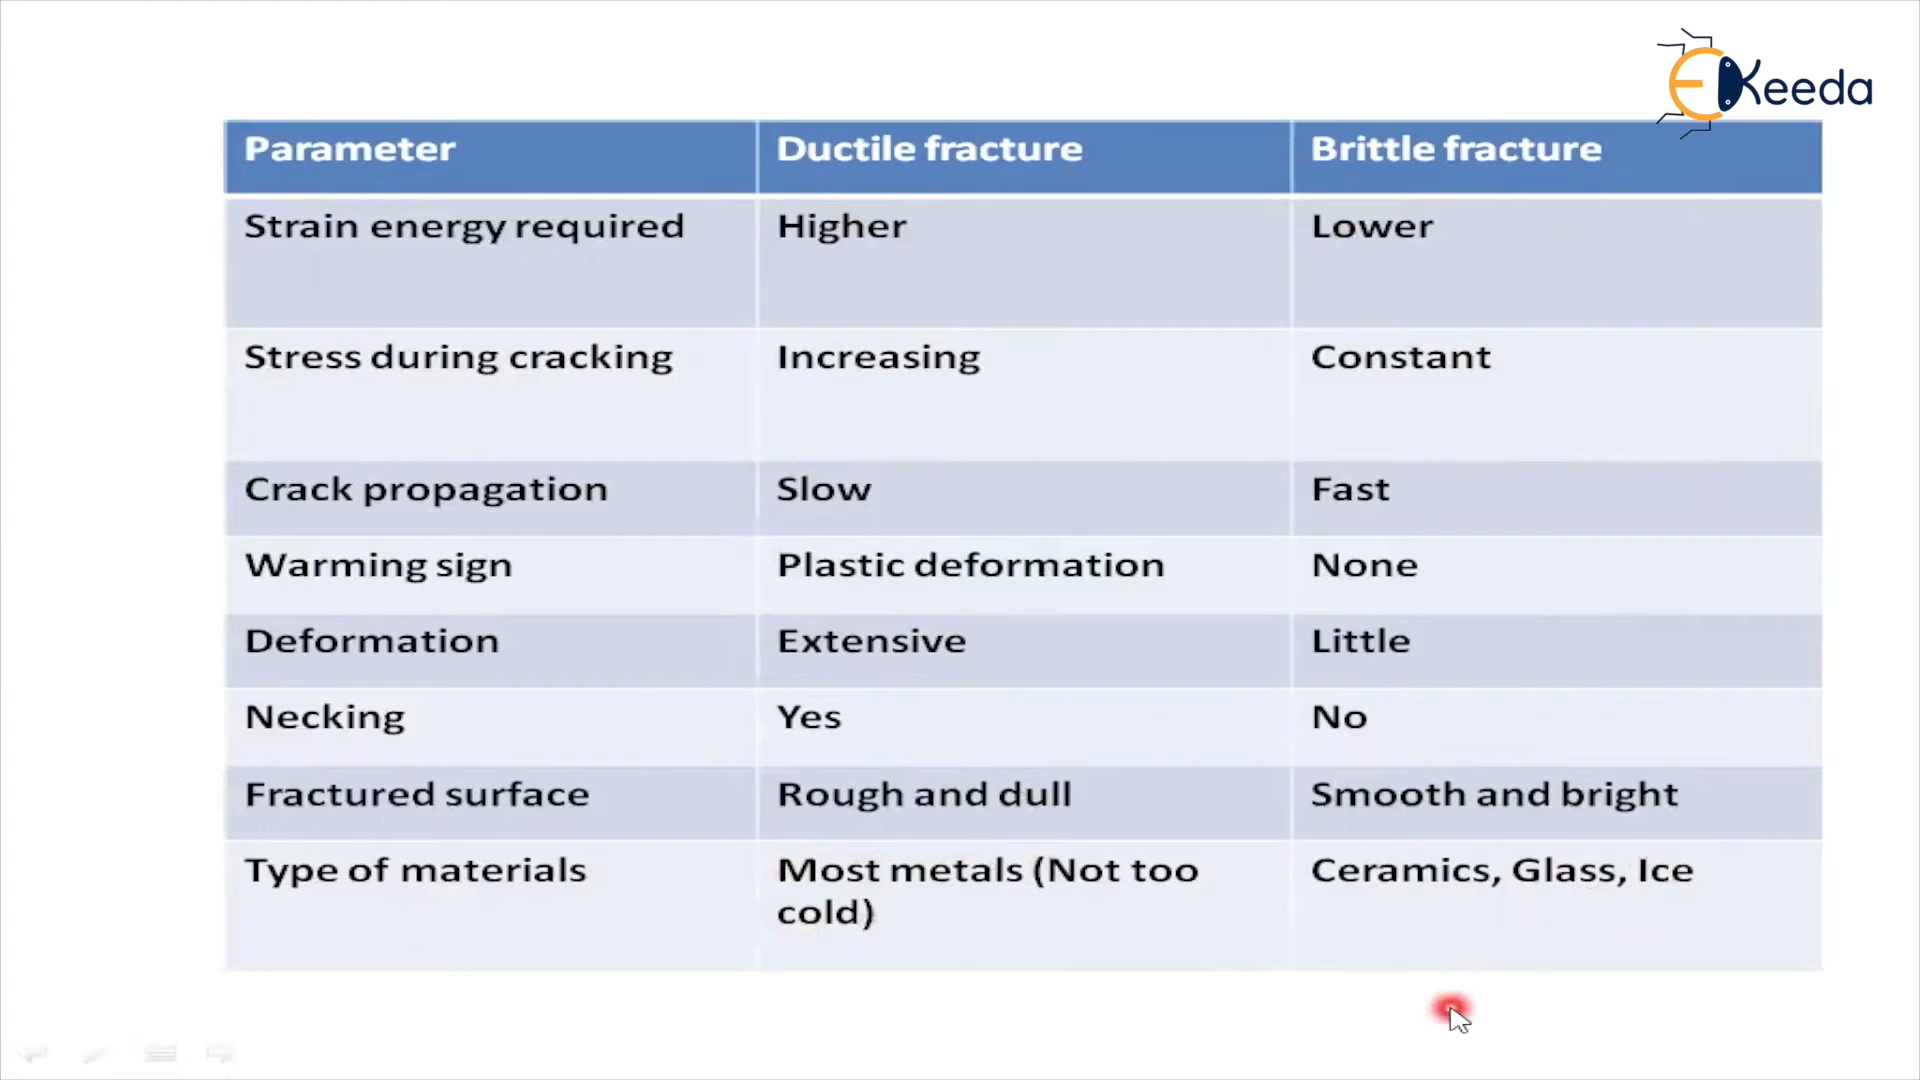 EKeeda
Parameter Ductile fracture Brittle fracture
Strain energy required Higher Lower
Stress during cracking Increasing Constant
Crack propagation Slow Fast
Warming sign Plastic deformation None
Deformation Extensive Little
Necking Yes No
Fractured surface Rough and dull Smooth and bright
Type of materials Most metals (Not too Ceramics, Glass, Ice
cold)